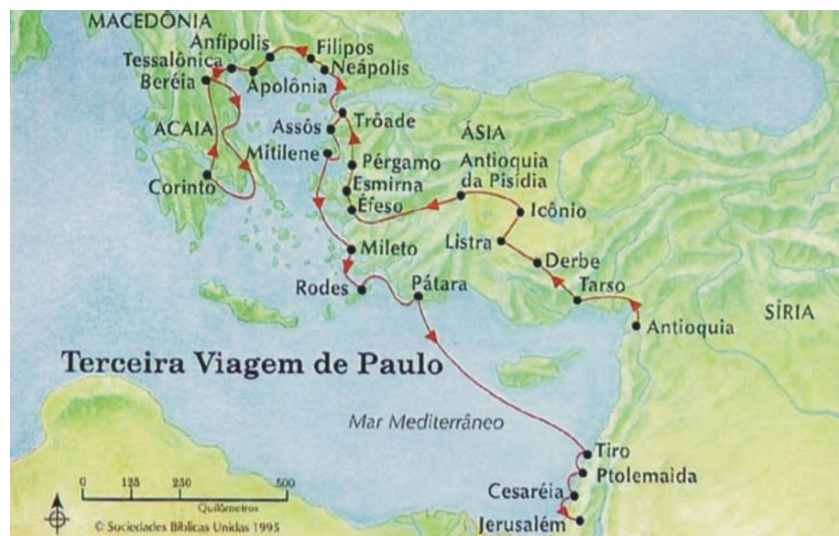 MACEDÔNIA
Anfípolis
Filipos
Tessalônica
Neápolis
Beréia
Apolônia
Trôade
ACAIA
Assôs
ÁSIA
Mitilene
Pérgamo
Antioquia
da Pisídia
Corinto
Esmirna
Éfeso
Icônio
Listra
Mileto
Derbe
Rodes
Pátara
Tarso
SÍRIA
Antioquia
Terceira Viagem de Paulo
Mar Mediterrâneo
Tiro
Ptolemaida
Cesaréia
Jerusalém
0 125 250 500
Quilômetros
© Sociedades Bíblicas Unidas 1995